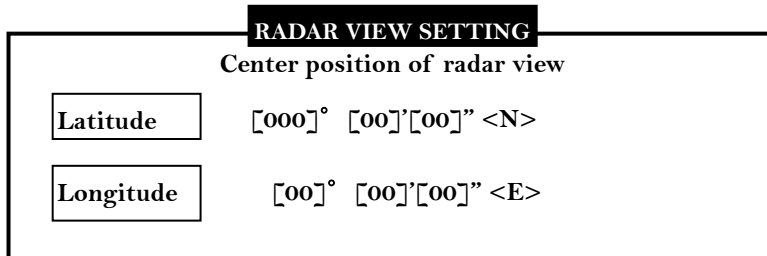 RADAR VIEW SETTING
Center position of radar view
Latitude [000]° [00]’[00]” <N>
Longitude [00]° [00]’[00]” <E>